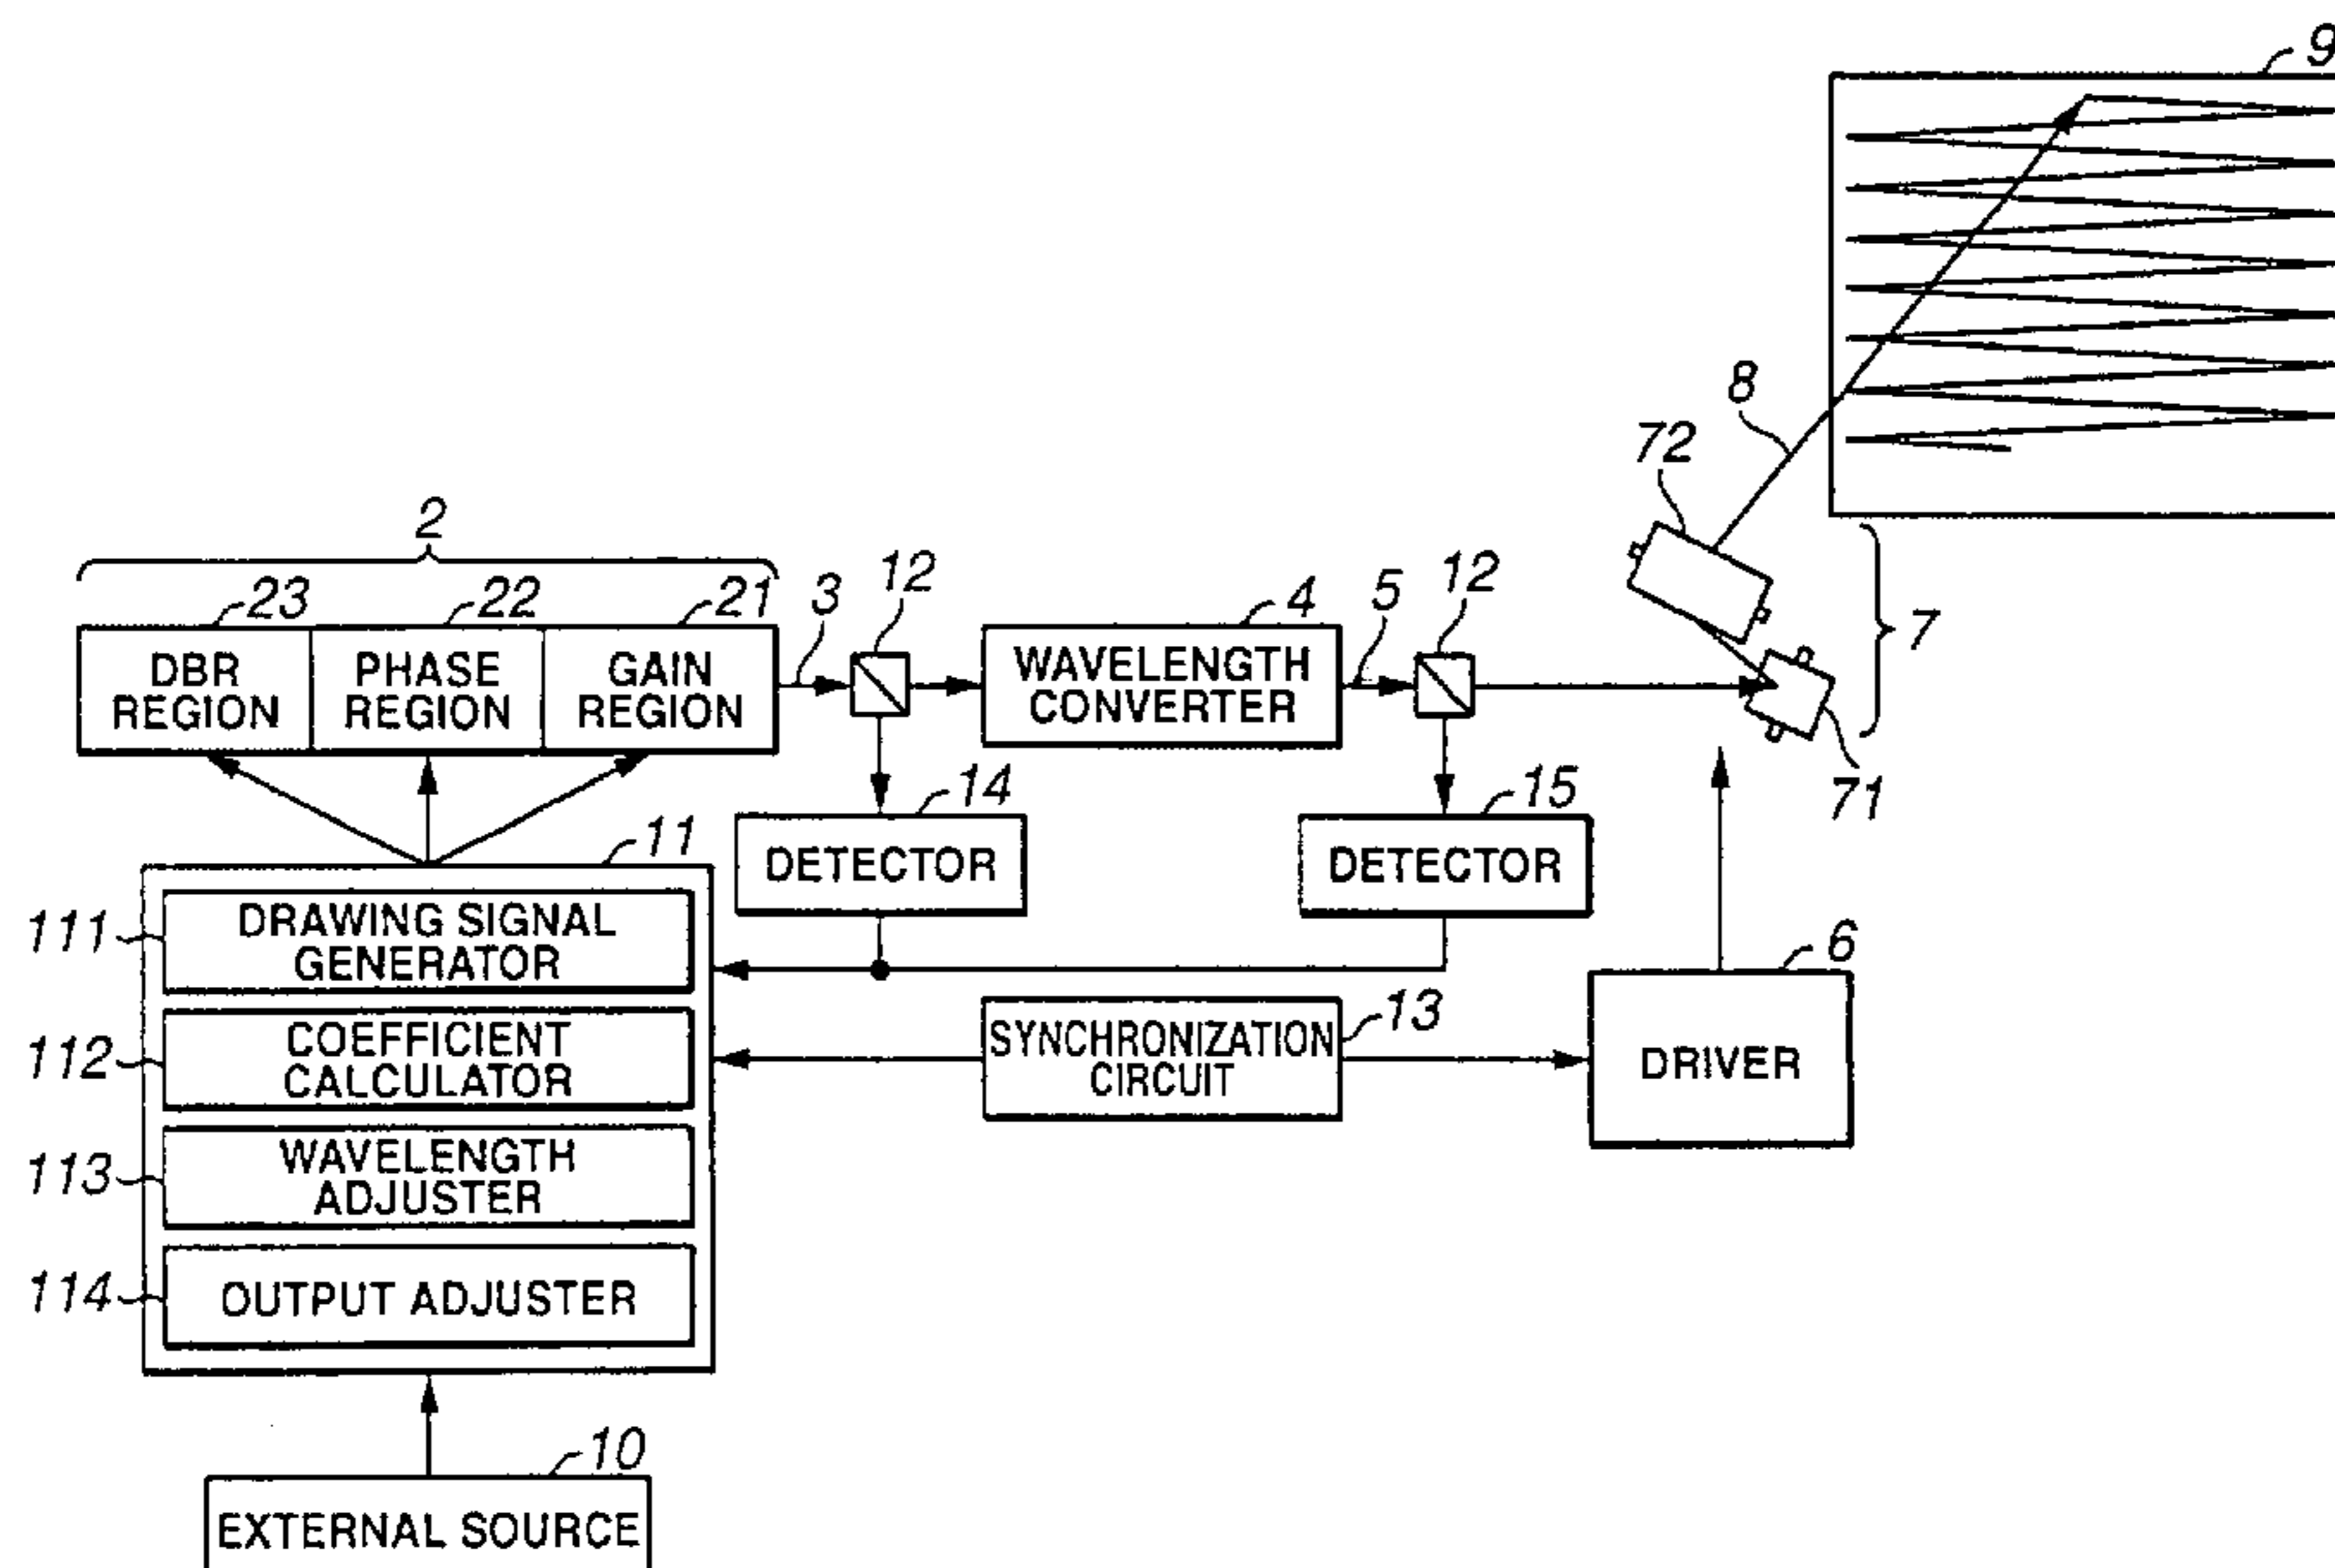 9
8
72
2
7
23
22
21
3
12
4
5
12
DBR
REGION
PHASE
REGION
GAIN
REGION
WAVELENGTH
CONVERTER
71
14
15
11
DETECTOR
DETECTOR
111
DRAWING SIGNAL
GENERATOR
6
112
COEFFICIENT
CALCULATOR
SYNCHRONIZATION
CIRCUIT
13
DRIVER
113
WAVELENGTH
ADJUSTER
114
OUTPUT ADJUSTER
10
EXTERNAL SOURCE